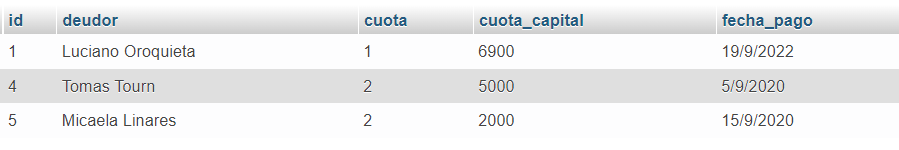 id deudor cuota cuota_capital fecha_pago
1 Luciano Oroquieta 1 6900 19/9/2022
4 Tomas Tourn 2 5000 5/9/2020
5 Micaela Linares 2 2000 15/9/2020